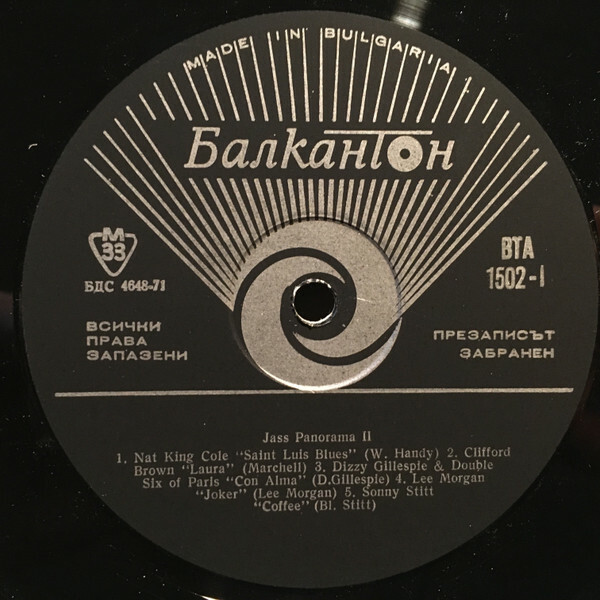 MADE IN BULGARIA
Балкантон
М
33
БДС 4648-71
ВТА
1502-I
ВСИЧКИ
ПРАВА
ЗАПАЗЕНИ
ПРЕЗАПИСЪТ
ЗАБРАНЕН
Jass Panorama II
1. Nat King Cole "Saint Luis Blues" (W. Handy) 2. Clifford
Brown "Laura" (Marchell) 3. Dizzy Gillespie & Double
Six of Paris "Con Alma" (D.Gillespie) 4. Lee Morgan
"Joker" (Lee Morgan) 5. Sonny Stitt
"Coffee" (Bl. Stitt)